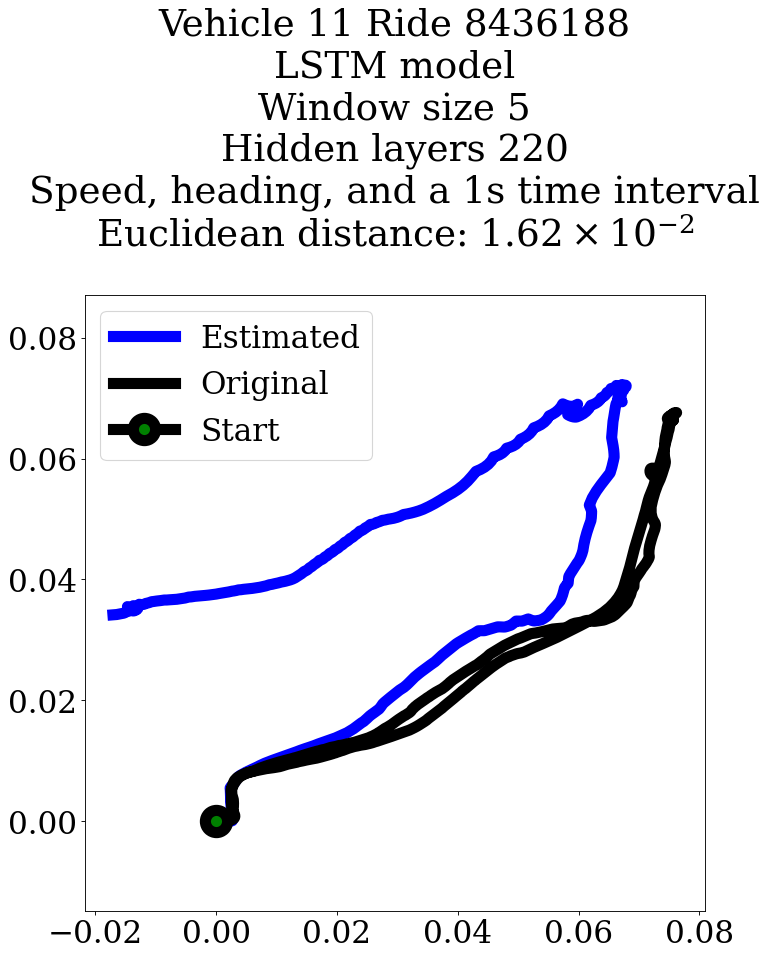 Vehicle 11 Ride 8436188
LSTM model
Window size 5
Hidden layers 220
Speed, heading, and a 1s time interval
Euclidean distance: 1.62 × 10⁻²
Estimated
Original
Start
0.08
0.06
0.04
0.02
0.00
−0.02 0.00 0.02 0.04 0.06 0.08